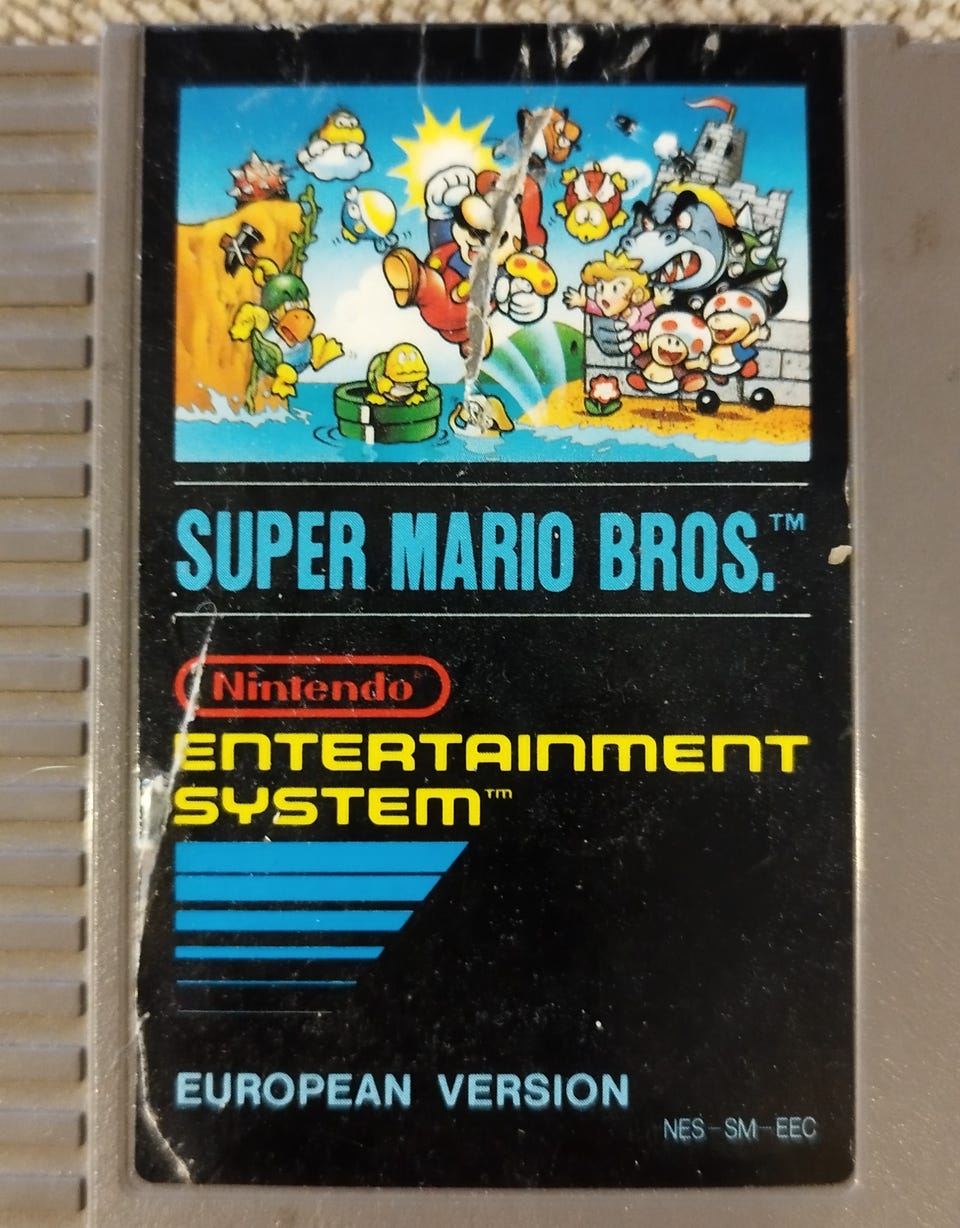 SUPER MARIO BROS.™
Nintendo
ENTERTAINMENT
SYSTEM™
EUROPEAN VERSION
NES-SM-EEC